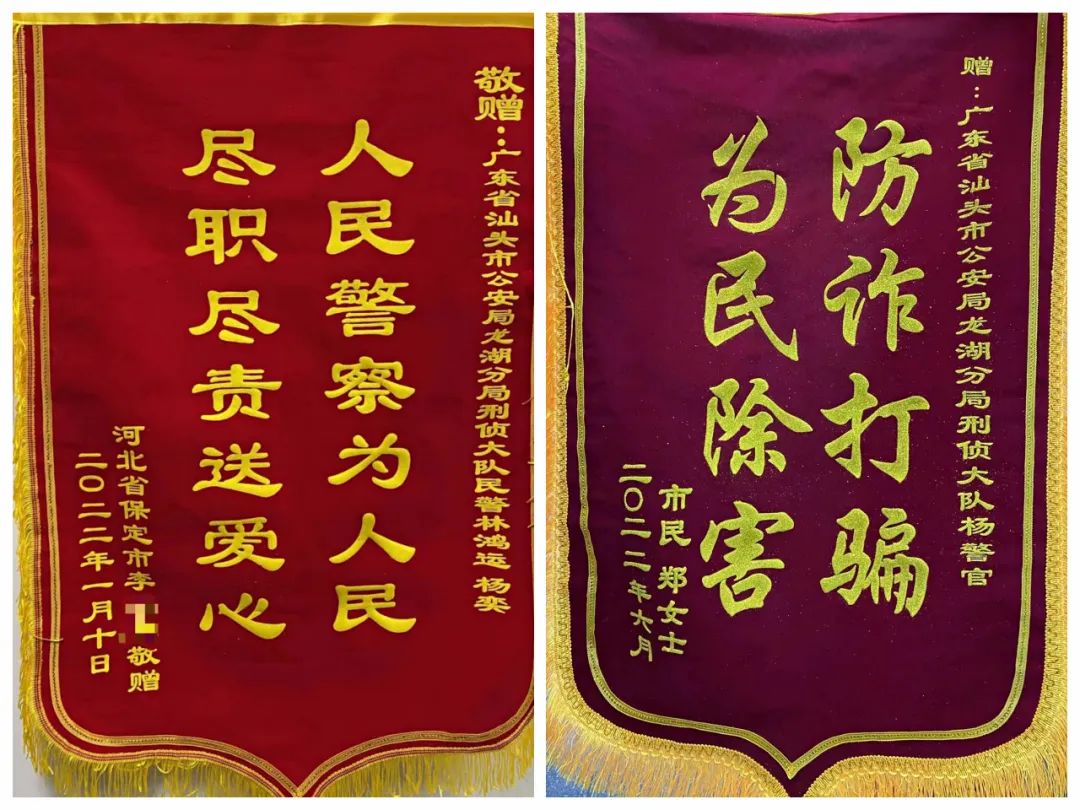 敬赠：广东省汕头市公安局龙湖分局刑侦大队民警林鸿运 杨奕
人民警察为人民
尽职尽责送爱心
河北省保定市李 敬赠
二〇二二年一月十日
赠：广东省汕头市公安局龙湖分局刑侦大队杨警官
防诈打骗
为民除害
市民 郑女士
二〇二二年六月